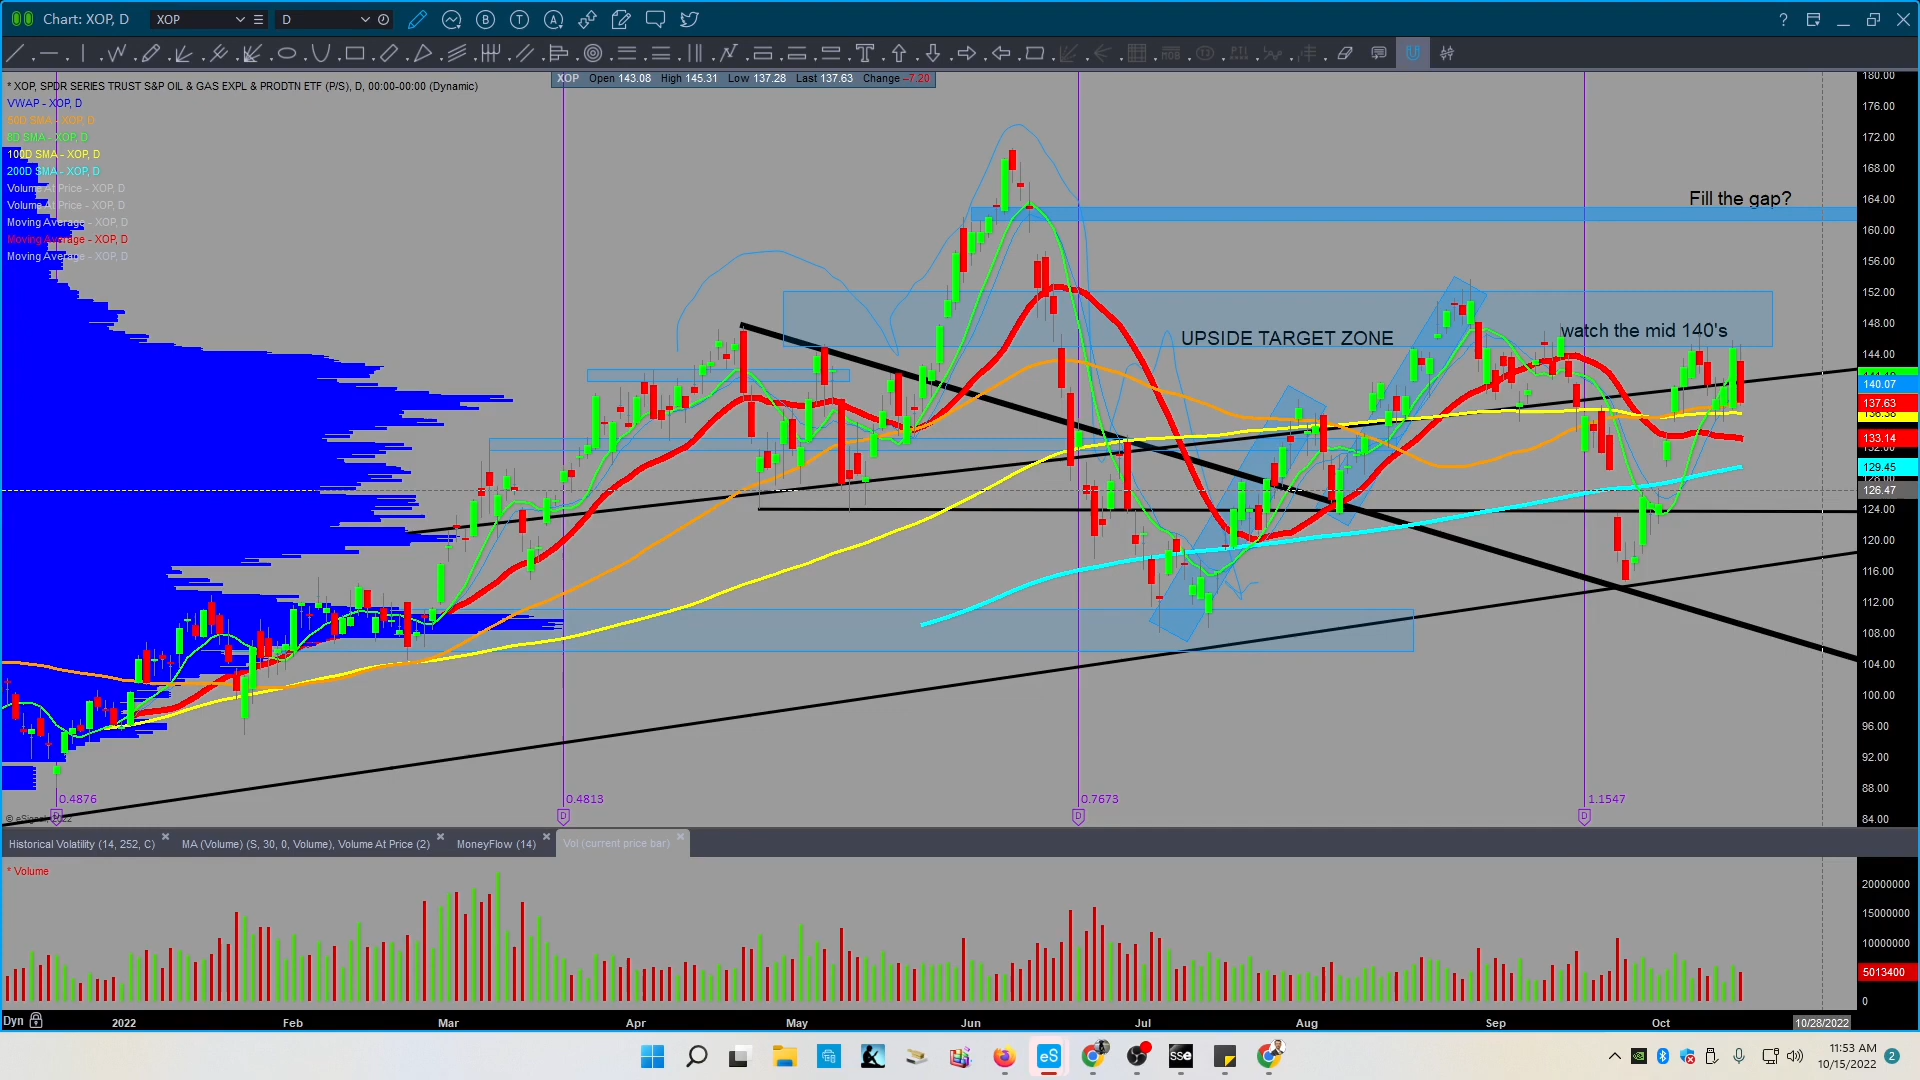 Chart: XOP, D
XOP
D
* XOP, SPDR SERIES TRUST S&P OIL & GAS EXPL & PRODTN ETF (P/S), D, 00:00-00:00 (Dynamic)
XOP Open 143.08 High 145.31 Low 137.28 Last 137.63 Change -7.20
VWAP - XOP, D
50D SMA - XOP, D
8D SMA - XOP, D
100D SMA - XOP, D
200D SMA - XOP, D
Volume At Price - XOP, D
Volume At Price - XOP, D
Moving Average - XOP, D
Moving Average - XOP, D
Moving Average - XOP, D
Fill the gap?
UPSIDE TARGET ZONE
watch the mid 140's
180.00
176.00
172.00
168.00
164.00
160.00
156.00
152.00
148.00
144.00
140.07
137.63
133.14
129.45
126.47
124.00
120.00
116.00
112.00
108.00
104.00
100.00
96.00
92.00
88.00
84.00
0.4876
0.4813
0.7673
1.1547
D
D
D
D
© eSignal, 2022
Historical Volatility (14, 252, C)
MA (Volume) (S, 30, 0, Volume), Volume At Price (2)
MoneyFlow (14)
Vol (current price bar)
* Volume
20000000
15000000
10000000
5013400
0
Dyn
2022
Feb
Mar
Apr
May
Jun
Jul
Aug
Sep
Oct
10/28/2022
eS
SSe
11:53 AM
10/15/2022
2